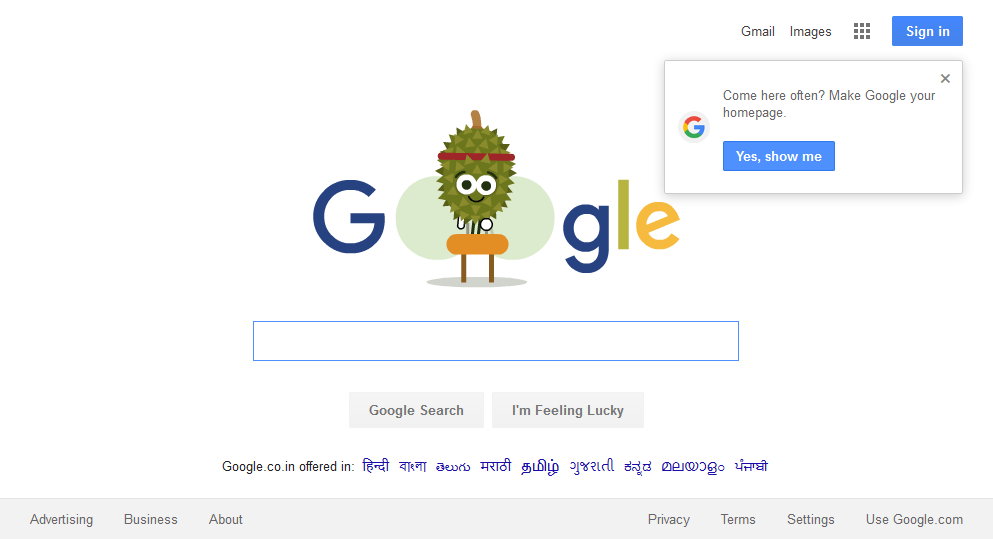 Gmail Images Sign in
Come here often? Make Google your
homepage.
Yes, show me
Google
Google Search I'm Feeling Lucky
Google.co.in offered in: हिन्दी বাংলা తెలుగు मराठी தமிழ் ગુજરાતી ಕನ್ನಡ മലയാളം ਪੰਜਾਬੀ
Advertising Business About Privacy Terms Settings Use Google.com